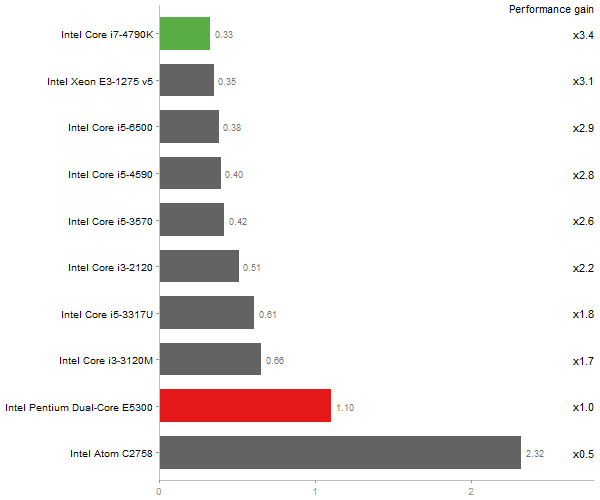 Performance gain
Intel Core i7-4790K 0.33 x3.4
Intel Xeon E3-1275 v5 0.35 x3.1
Intel Core i5-6500 0.38 x2.9
Intel Core i5-4590 0.40 x2.8
Intel Core i5-3570 0.42 x2.6
Intel Core i3-2120 0.51 x2.2
Intel Core i5-3317U 0.61 x1.8
Intel Core i3-3120M 0.66 x1.7
Intel Pentium Dual-Core E5300 1.10 x1.0
Intel Atom C2758 2.32 x0.5
0 1 2